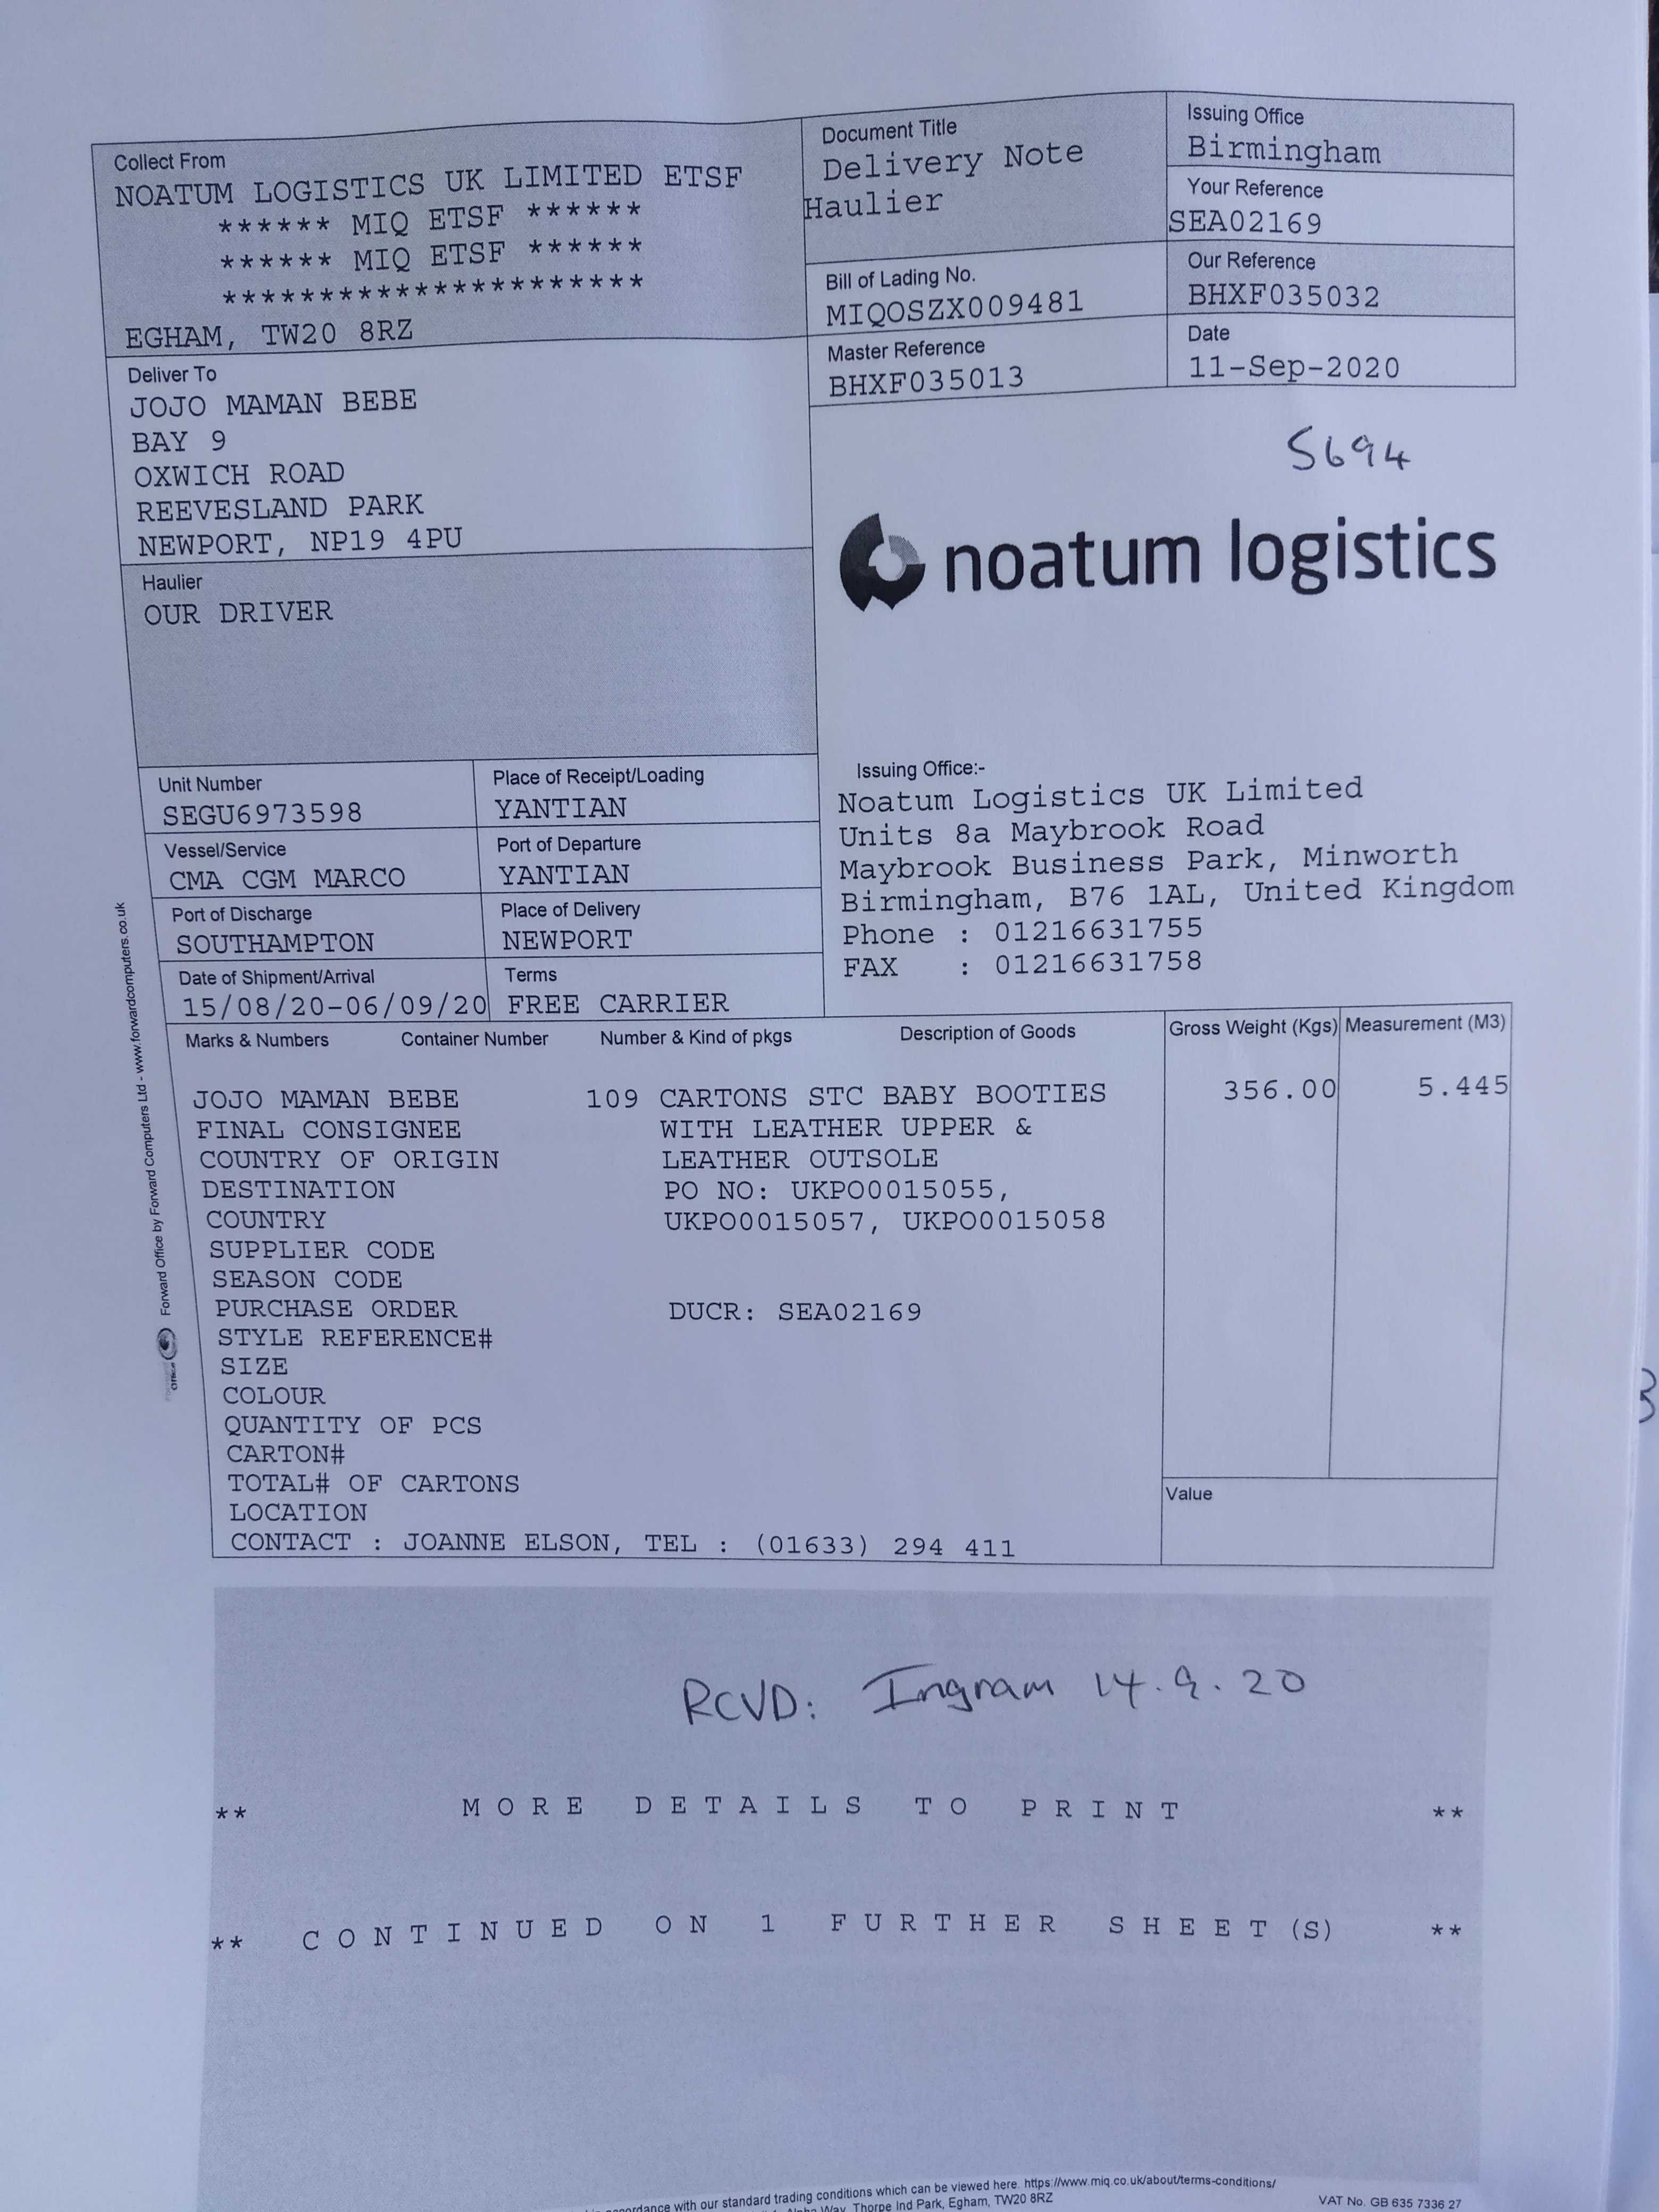 Collect From
NOATUM LOGISTICS UK LIMITED ETSF
****** MIQ ETSF ******
****** MIQ ETSF ******
**********************
EGHAM, TW20 8RZ
Document Title
Delivery Note
Haulier
Issuing Office
Birmingham
Your Reference
SEA02169
Bill of Lading No.
MIQOSZX009481
Our Reference
BHXF035032
Master Reference
BHXF035013
Date
11-Sep-2020
Deliver To
JOJO MAMAN BEBE
BAY 9
OXWICH ROAD
REEVESLAND PARK
NEWPORT, NP19 4PU
5694
noatum logistics
Haulier
OUR DRIVER
Unit Number
SEGU6973598
Place of Receipt/Loading
YANTIAN
Vessel/Service
CMA CGM MARCO
Port of Departure
YANTIAN
Port of Discharge
SOUTHAMPTON
Place of Delivery
NEWPORT
Date of Shipment/Arrival
15/08/20-06/09/20
Terms
FREE CARRIER
Issuing Office:-
Noatum Logistics UK Limited
Units 8a Maybrook Road
Maybrook Business Park, Minworth
Birmingham, B76 1AL, United Kingdom
Phone : 01216631755
FAX : 01216631758
Marks & Numbers Container Number Number & Kind of pkgs Description of Goods Gross Weight (Kgs) Measurement (M3)
JOJO MAMAN BEBE 109 CARTONS STC BABY BOOTIES 356.00 5.445
FINAL CONSIGNEE WITH LEATHER UPPER &
COUNTRY OF ORIGIN LEATHER OUTSOLE
DESTINATION PO NO: UKPO0015055,
COUNTRY UKPO0015057, UKPO0015058
SUPPLIER CODE
SEASON CODE
PURCHASE ORDER DUCR: SEA02169
STYLE REFERENCE#
SIZE
COLOUR
QUANTITY OF PCS
CARTON#
TOTAL# OF CARTONS
LOCATION
CONTACT : JOANNE ELSON, TEL : (01633) 294 411
Value
Forward Office by Forward Computers Ltd - www.forwardcomputers.co.uk
RCVD: Ingram 14.9.20
** MORE DETAILS TO PRINT **
** CONTINUED ON 1 FURTHER SHEET(S) **
with our standard trading conditions which can be viewed here. https://www.miq.co.uk/about/terms-conditions/
Way, Thorpe Ind Park, Egham, TW20 8RZ
VAT No. GB 635 7336 27